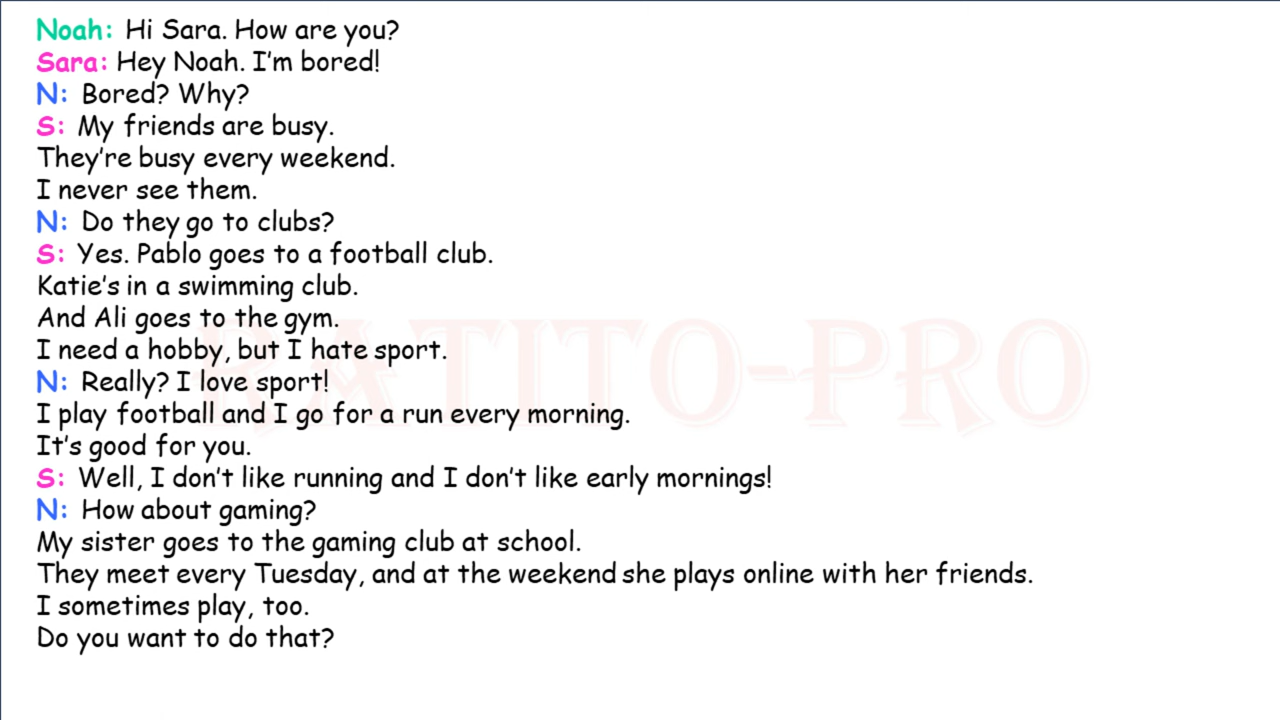 Noah: Hi Sara. How are you?
Sara: Hey Noah. I'm bored!
N: Bored? Why?
S: My friends are busy.
They're busy every weekend.
I never see them.
N: Do they go to clubs?
S: Yes. Pablo goes to a football club.
Katie's in a swimming club.
And Ali goes to the gym.
I need a hobby, but I hate sport.
N: Really? I love sport!
I play football and I go for a run every morning.
It's good for you.
S: Well, I don't like running and I don't like early mornings!
N: How about gaming?
My sister goes to the gaming club at school.
They meet every Tuesday, and at the weekend she plays online with her friends.
I sometimes play, too.
Do you want to do that?
RATITO-PRO